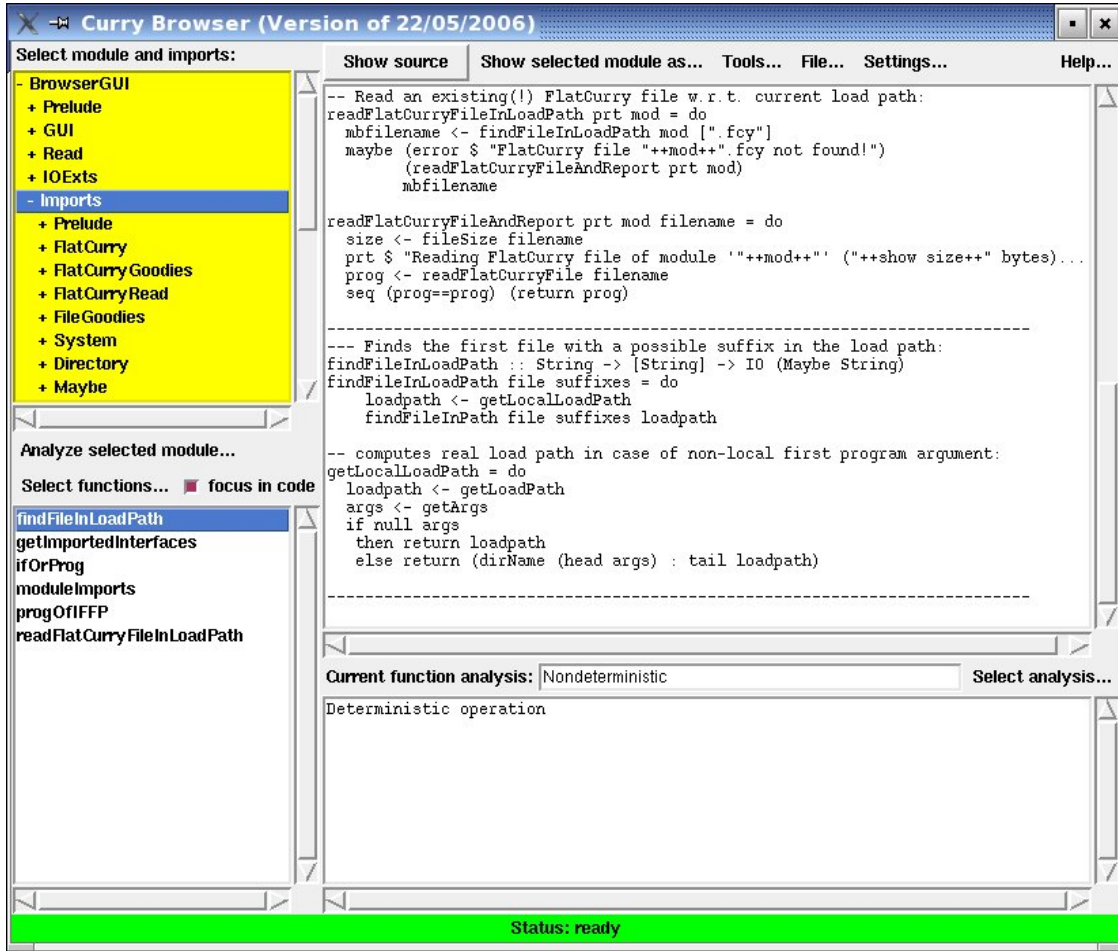 Curry Browser (Version of 22/05/2006)
Select module and imports:
- BrowserGUI
+ Prelude
+ GUI
+ Read
+ IOExts
- Imports
+ Prelude
+ FlatCurry
+ FlatCurryGoodies
+ FlatCurryRead
+ FileGoodies
+ System
+ Directory
+ Maybe
Analyze selected module...
Select functions... focus in code
findFileInLoadPath
getImportedInterfaces
ifOrProg
moduleImports
progOfIFFP
readFlatCurryFileInLoadPath
Show source Show selected module as... Tools... File... Settings... Help...
-- Read an existing(!) FlatCurry file w.r.t. current load path:
readFlatCurryFileInLoadPath prt mod = do
  mbfilename <- findFileInLoadPath mod [".fcy"]
  maybe (error $ "FlatCurry file "++mod++".fcy not found!")
        (readFlatCurryFileAndReport prt mod)
        mbfilename
readFlatCurryFileAndReport prt mod filename = do
  size <- fileSize filename
  prt $ "Reading FlatCurry file of module '"++mod++"' ("++show size++" bytes)...
  prog <- readFlatCurryFile filename
  seq (prog==prog) (return prog)
---------------------------------------------------------------------------
--- Finds the first file with a possible suffix in the load path:
findFileInLoadPath :: String -> [String] -> IO (Maybe String)
findFileInLoadPath file suffixes = do
    loadpath <- getLocalLoadPath
    findFileInPath file suffixes loadpath
-- computes real load path in case of non-local first program argument:
getLocalLoadPath = do
  loadpath <- getLoadPath
  args <- getArgs
  if null args
   then return loadpath
   else return (dirName (head args) : tail loadpath)
---------------------------------------------------------------------------
Current function analysis: Nondeterministic Select analysis...
Deterministic operation
Status: ready